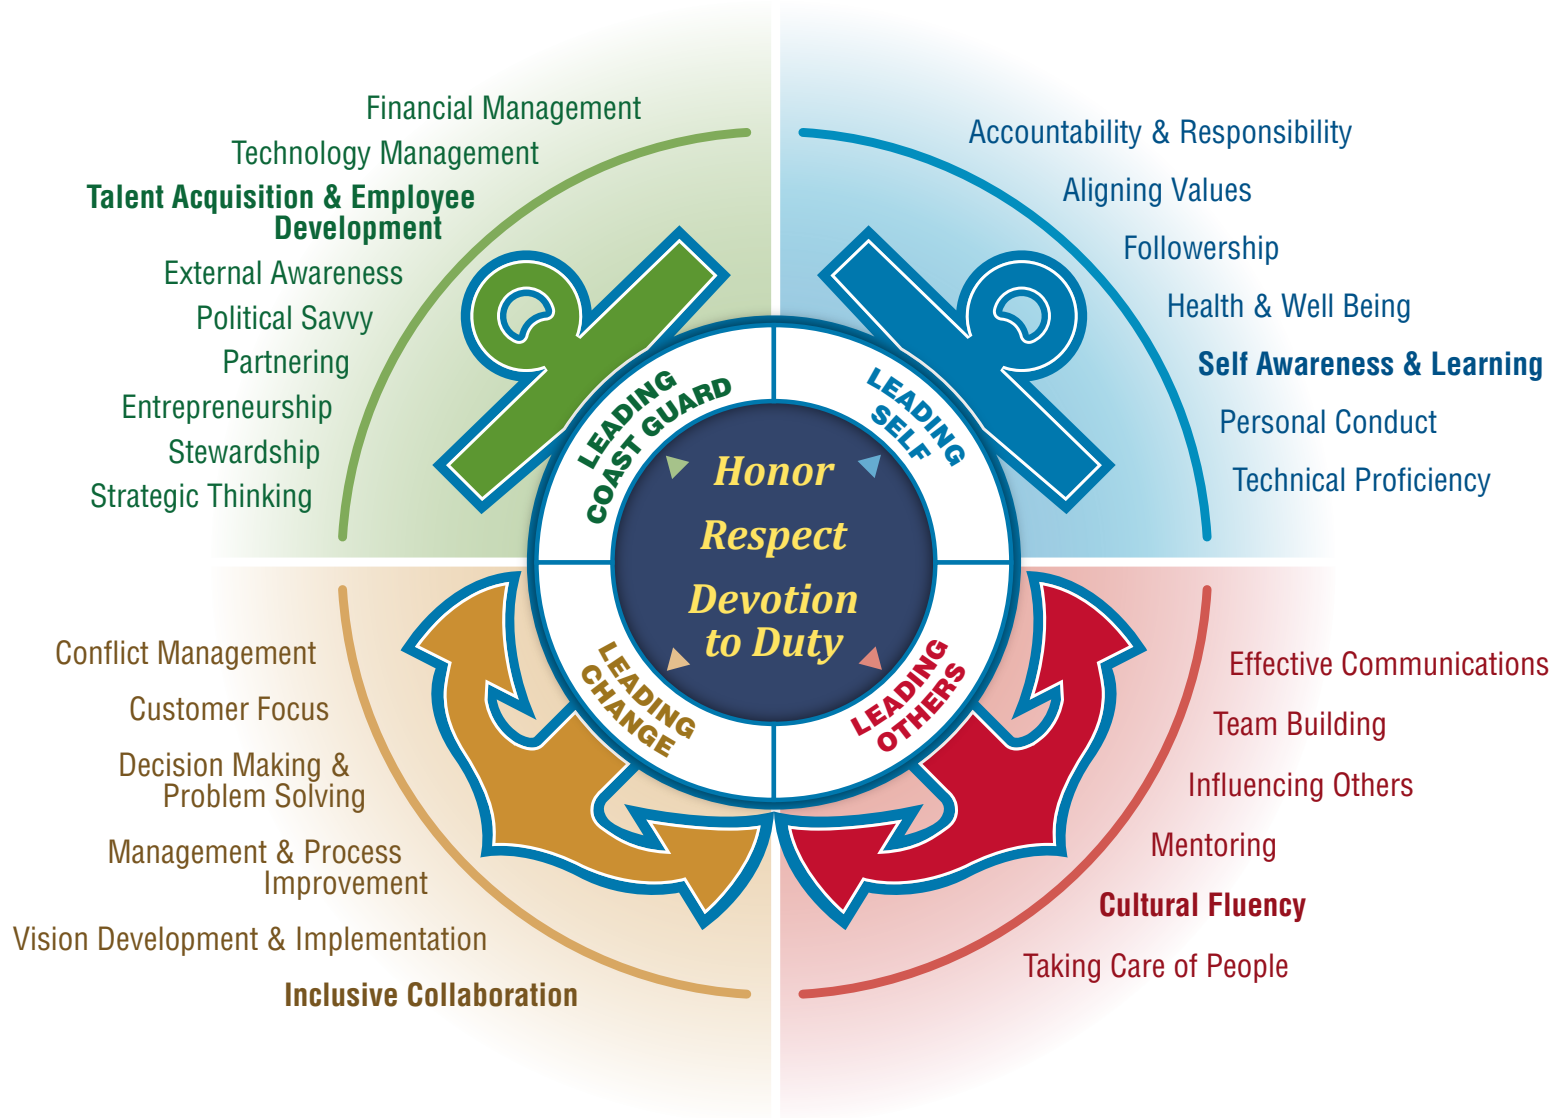 Financial Management
Technology Management
Talent Acquisition & Employee
Development
External Awareness
Political Savvy
Partnering
Entrepreneurship
Stewardship
Strategic Thinking
Accountability & Responsibility
Aligning Values
Followership
Health & Well Being
Self Awareness & Learning
Personal Conduct
Technical Proficiency
LEADING
COAST GUARD
LEADING
SELF
Honor
Respect
Devotion
to Duty
LEADING
CHANGE
LEADING
OTHERS
Conflict Management
Customer Focus
Decision Making &
Problem Solving
Management & Process
Improvement
Vision Development & Implementation
Inclusive Collaboration
Effective Communications
Team Building
Influencing Others
Mentoring
Cultural Fluency
Taking Care of People